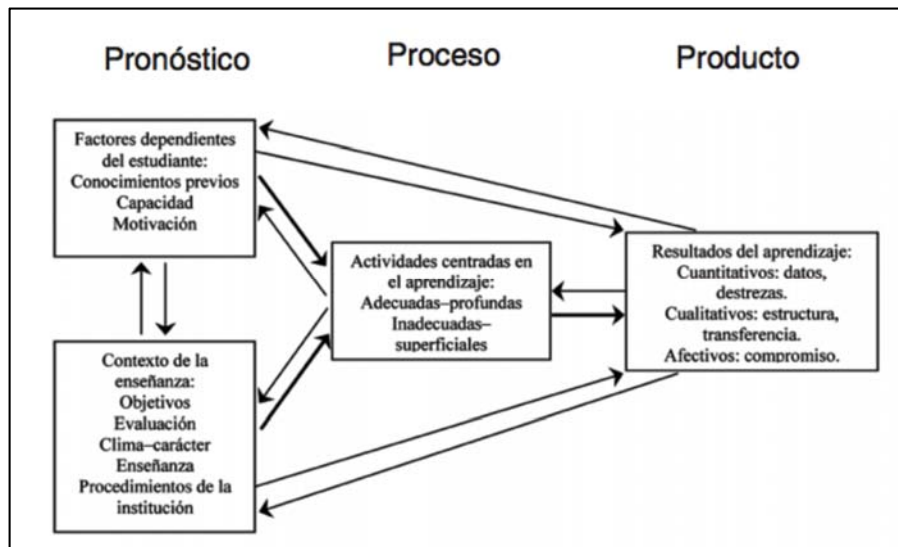 Pronóstico
Proceso
Producto
Factores dependientes
del estudiante:
Conocimientos previos
Capacidad
Motivación
Actividades centradas en
el aprendizaje:
Adecuadas–profundas
Inadecuadas–
superficiales
Resultados del aprendizaje:
Cuantitativos: datos,
destrezas.
Cualitativos: estructura,
transferencia.
Afectivos: compromiso.
Contexto de la
enseñanza:
Objetivos
Evaluación
Clima–carácter
Enseñanza
Procedimientos de la
institución